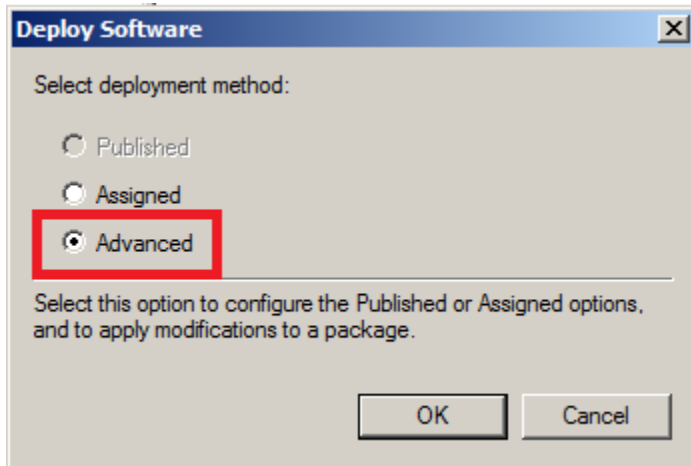 Deploy Software
Select deployment method:
Published
Assigned
Advanced
Select this option to configure the Published or Assigned options,
and to apply modifications to a package.
OK Cancel